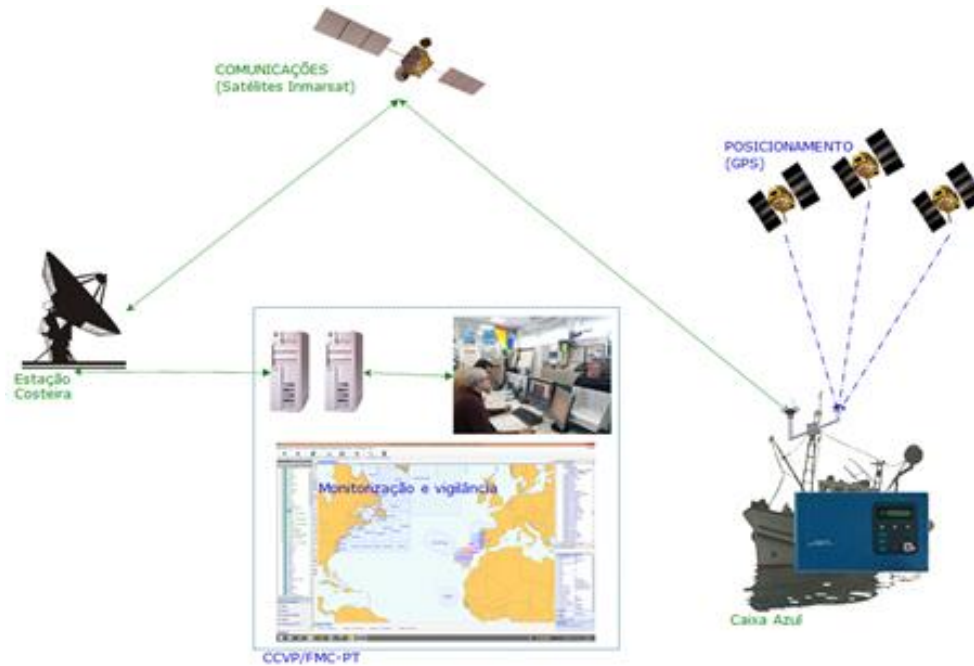 COMUNICAÇÕES
(Satélites Inmarsat)
POSICIONAMENTO
(GPS)
Estação
Costeira
Monitorização e vigilância
Caixa Azul
CCVP/FMC-PT